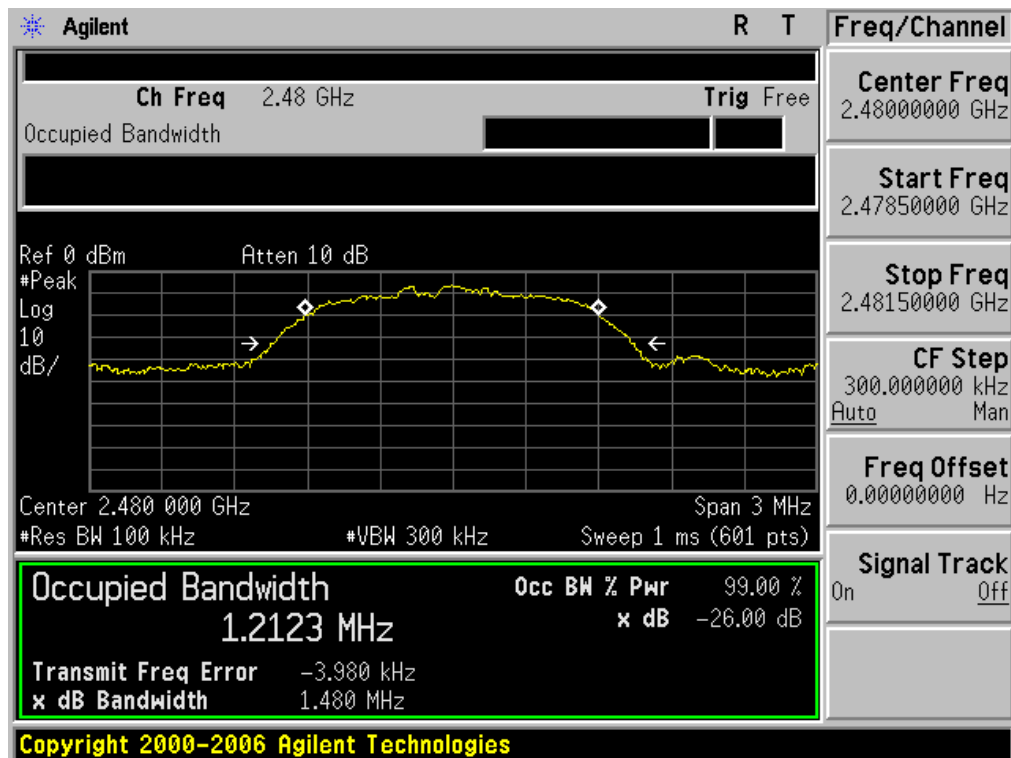 Agilent R T
Freq/Channel
Ch Freq 2.48 GHz Trig Free
Occupied Bandwidth
Ref 0 dBm Atten 10 dB
#Peak
Log
10
dB/
Center 2.480 000 GHz Span 3 MHz
#Res BW 100 kHz #VBW 300 kHz Sweep 1 ms (601 pts)
Occupied Bandwidth
1.2123 MHz
Occ BW % Pwr 99.00 %
x dB -26.00 dB
Transmit Freq Error -3.980 kHz
x dB Bandwidth 1.480 MHz
Center Freq
2.48000000 GHz
Start Freq
2.47850000 GHz
Stop Freq
2.48150000 GHz
CF Step
300.000000 kHz
Auto Man
Freq Offset
0.00000000 Hz
Signal Track
On Off
Copyright 2000-2006 Agilent Technologies